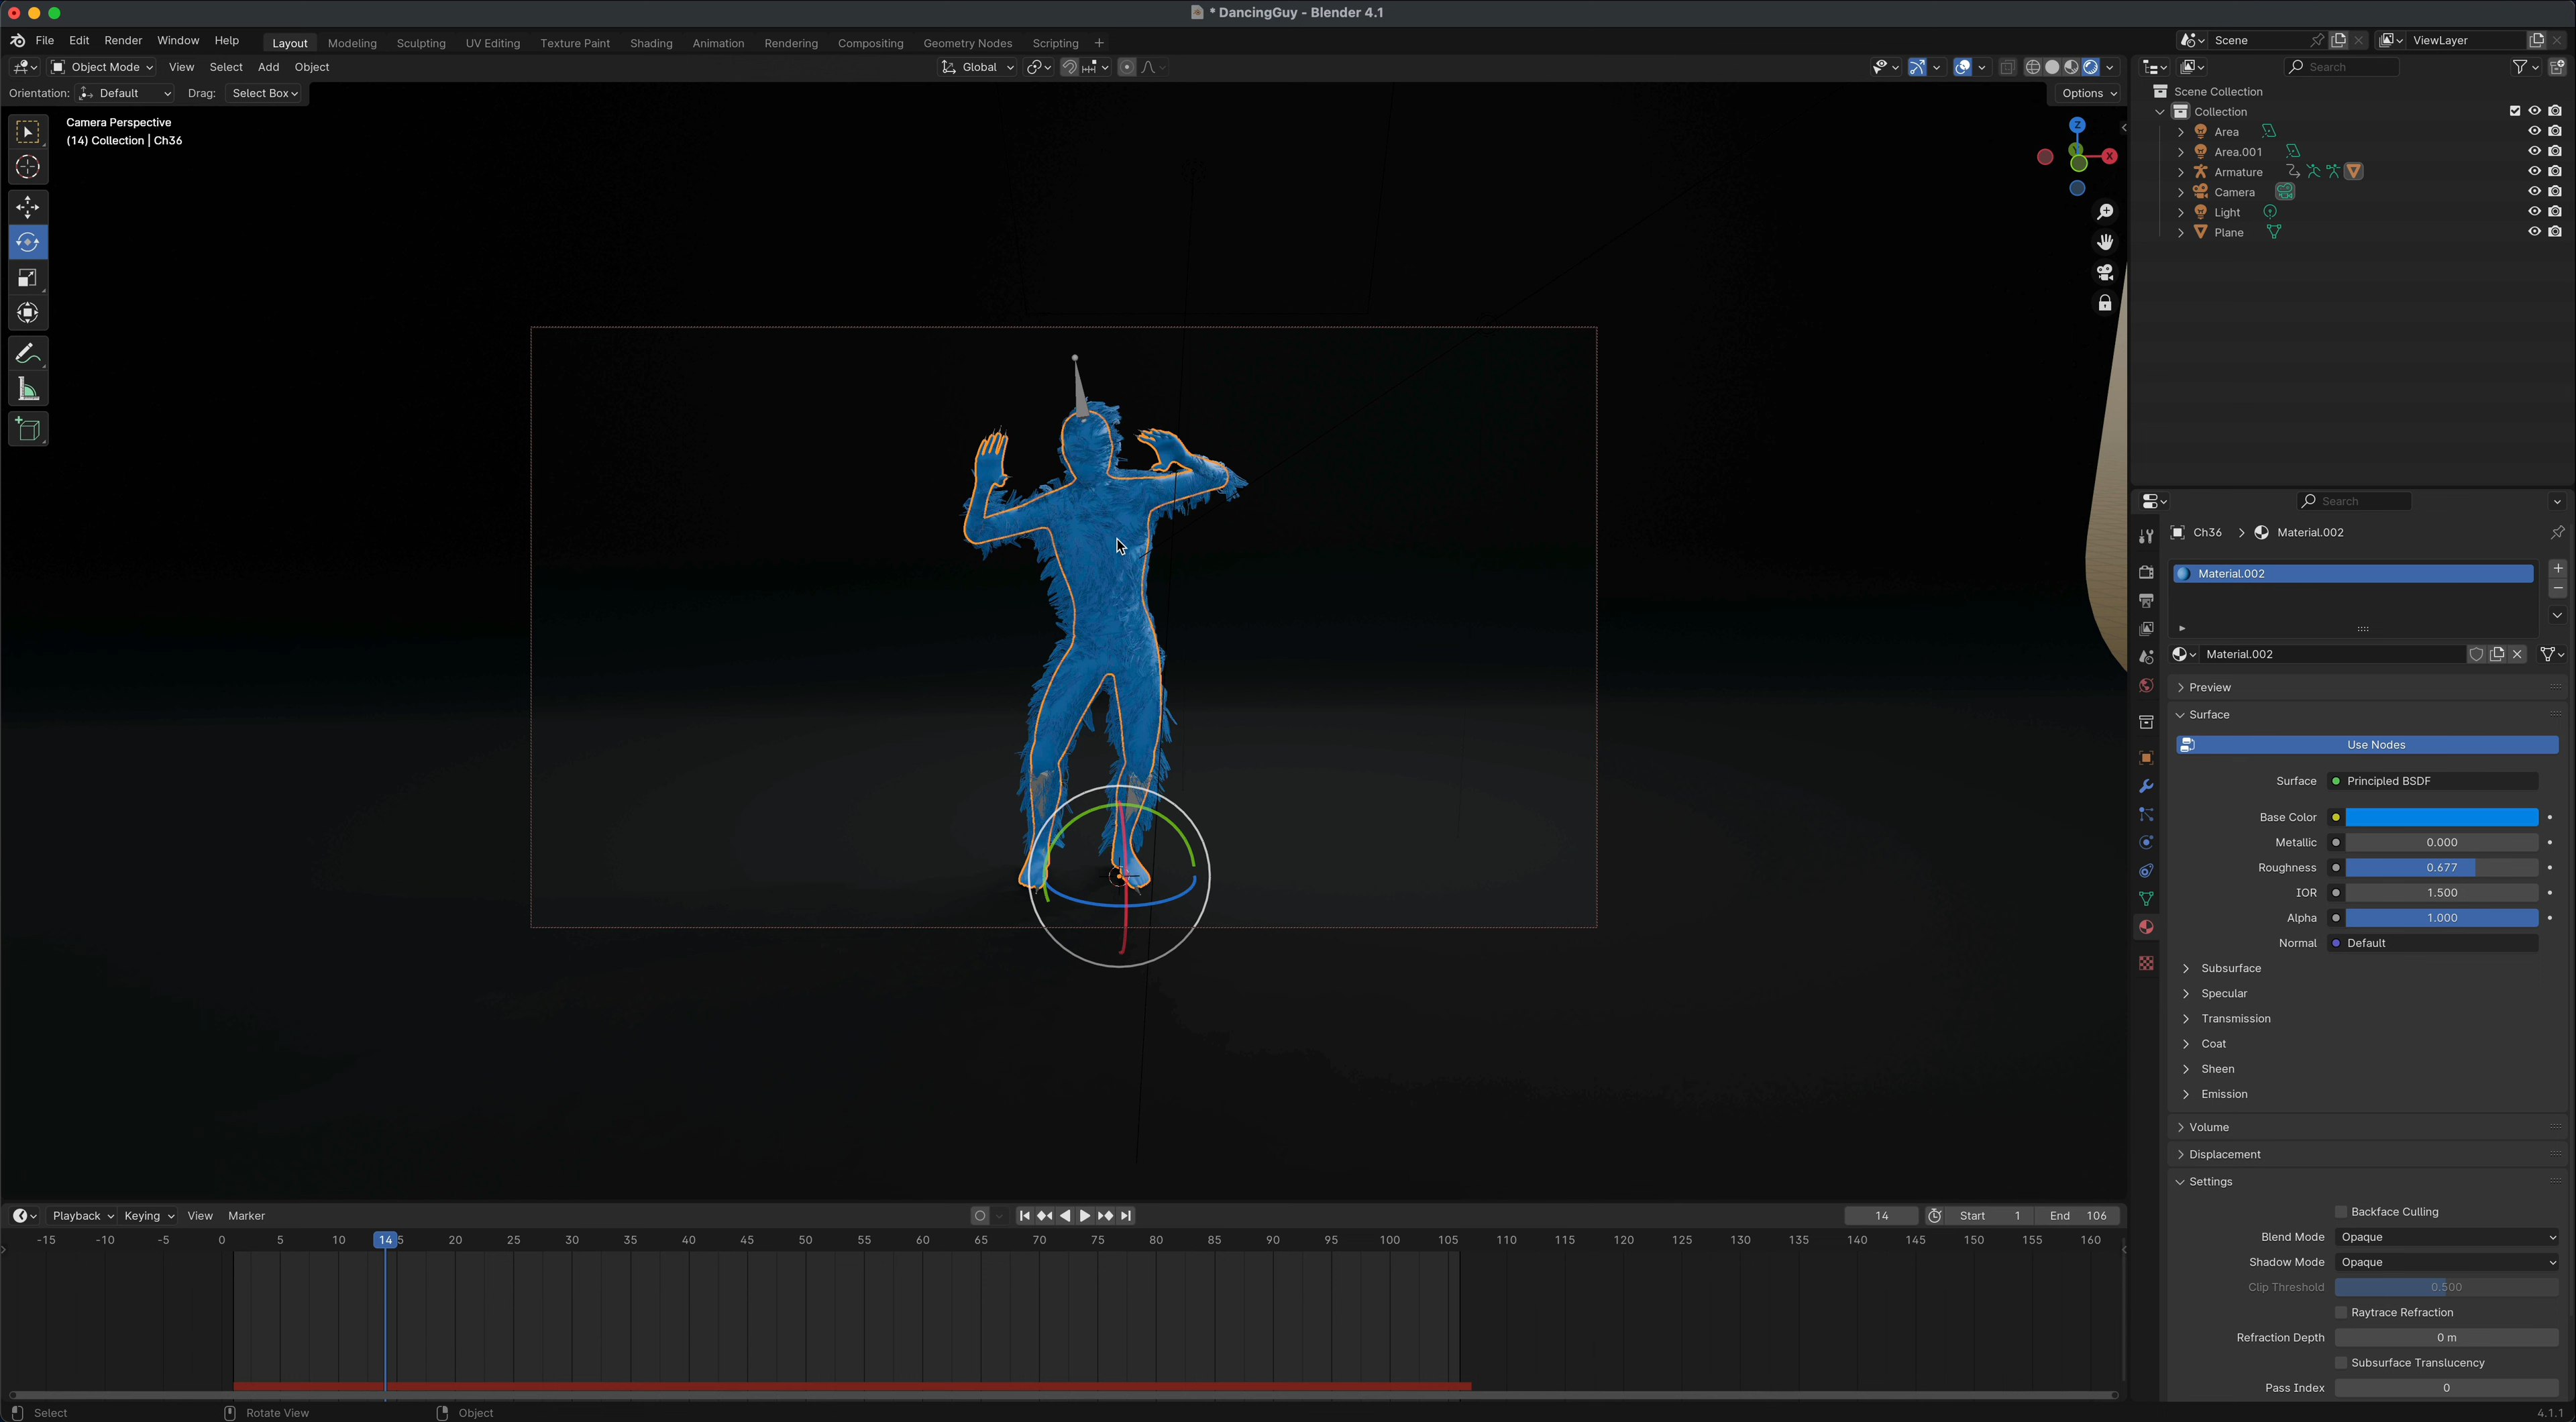 * DancingGuy - Blender 4.1
File Edit Render Window Help Layout Modeling Sculpting UV Editing Texture Paint Shading Animation Rendering Compositing Geometry Nodes Scripting + Scene ViewLayer
Object Mode View Select Add Object Global Search
Orientation: Default Drag: Select Box Options
Camera Perspective
(14) Collection | Ch36
Z
Y
X
Scene Collection
Collection
Area
Area.001
Armature
Camera
Light
Plane
Search
Ch36 > Material.002
Material.002
Material.002
Preview
Surface
Use Nodes
Surface Principled BSDF
Base Color
Metallic 0.000
Roughness 0.677
IOR 1.500
Alpha 1.000
Normal Default
Subsurface
Specular
Transmission
Coat
Sheen
Emission
Volume
Displacement
Settings
Backface Culling
Blend Mode Opaque
Shadow Mode Opaque
Clip Threshold 0.500
Raytrace Refraction
Refraction Depth 0 m
Subsurface Translucency
Pass Index 0
Playback Keying View Marker 14 Start 1 End 106
-15 -10 -5 0 5 10 14 5 20 25 30 35 40 45 50 55 60 65 70 75 80 85 90 95 100 105 110 115 120 125 130 135 140 145 150 155 160
Select Rotate View Object 4.1.1